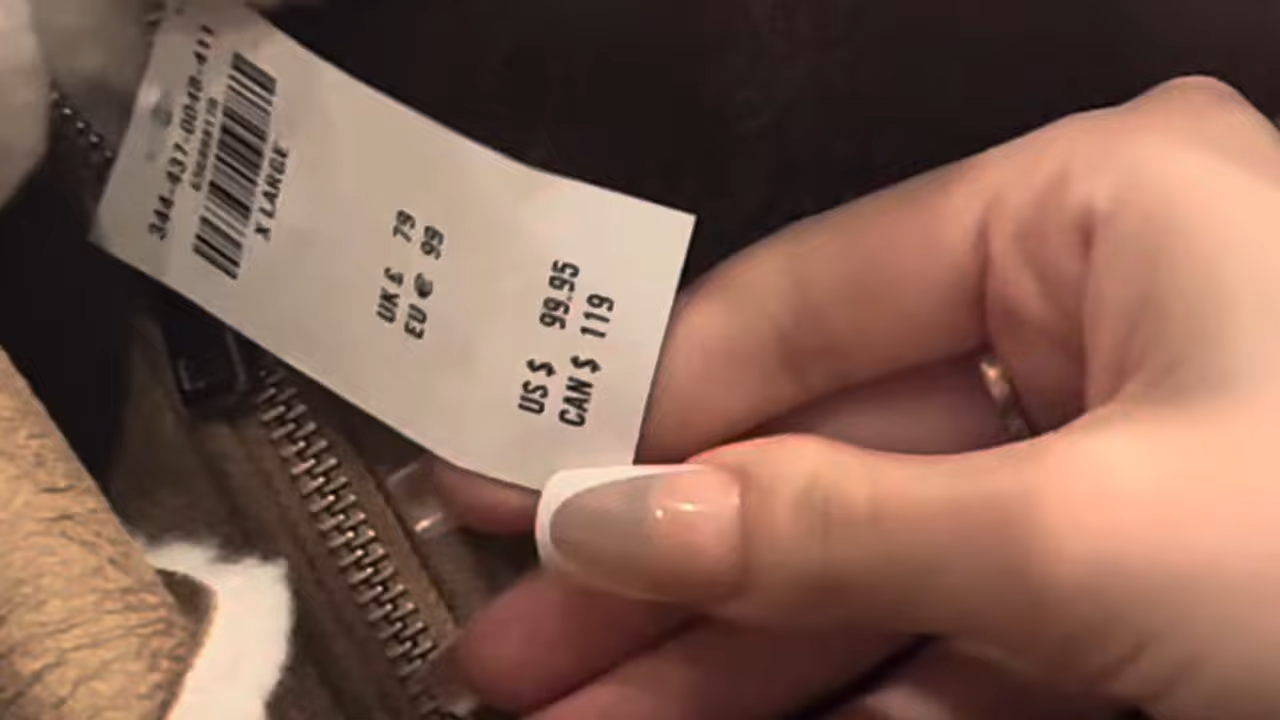 344-437-0048-411
X LARGE
UK £ 79
EU € 99
US $ 99.95
CAN $ 119